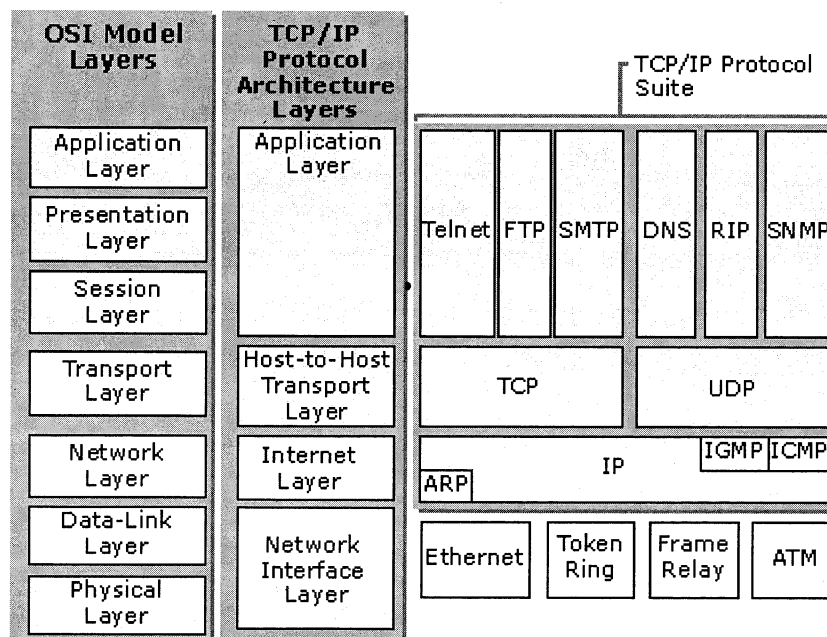 OSI Model
Layers
Application
Layer
Presentation
Layer
Session
Layer
Transport
Layer
Network
Layer
Data-Link
Layer
Physical
Layer
TCP/IP
Protocol
Architecture
Layers
Application
Layer
Host-to-Host
Transport
Layer
Internet
Layer
Network
Interface
Layer
TCP/IP Protocol
Suite
Telnet
FTP
SMTP
DNS
RIP
SNMP
TCP
UDP
IP
IGMP
ICMP
ARP
Ethernet
Token
Ring
Frame
Relay
ATM